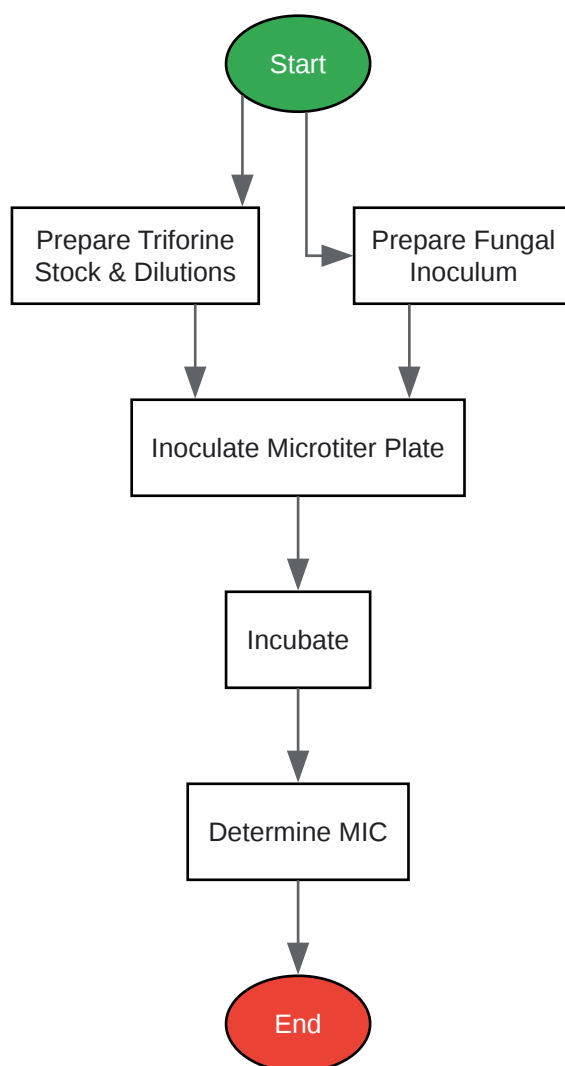 Start
Prepare Triforine
Stock & Dilutions
Prepare Fungal
Inoculum
Inoculate Microtiter Plate
Incubate
Determine MIC
End